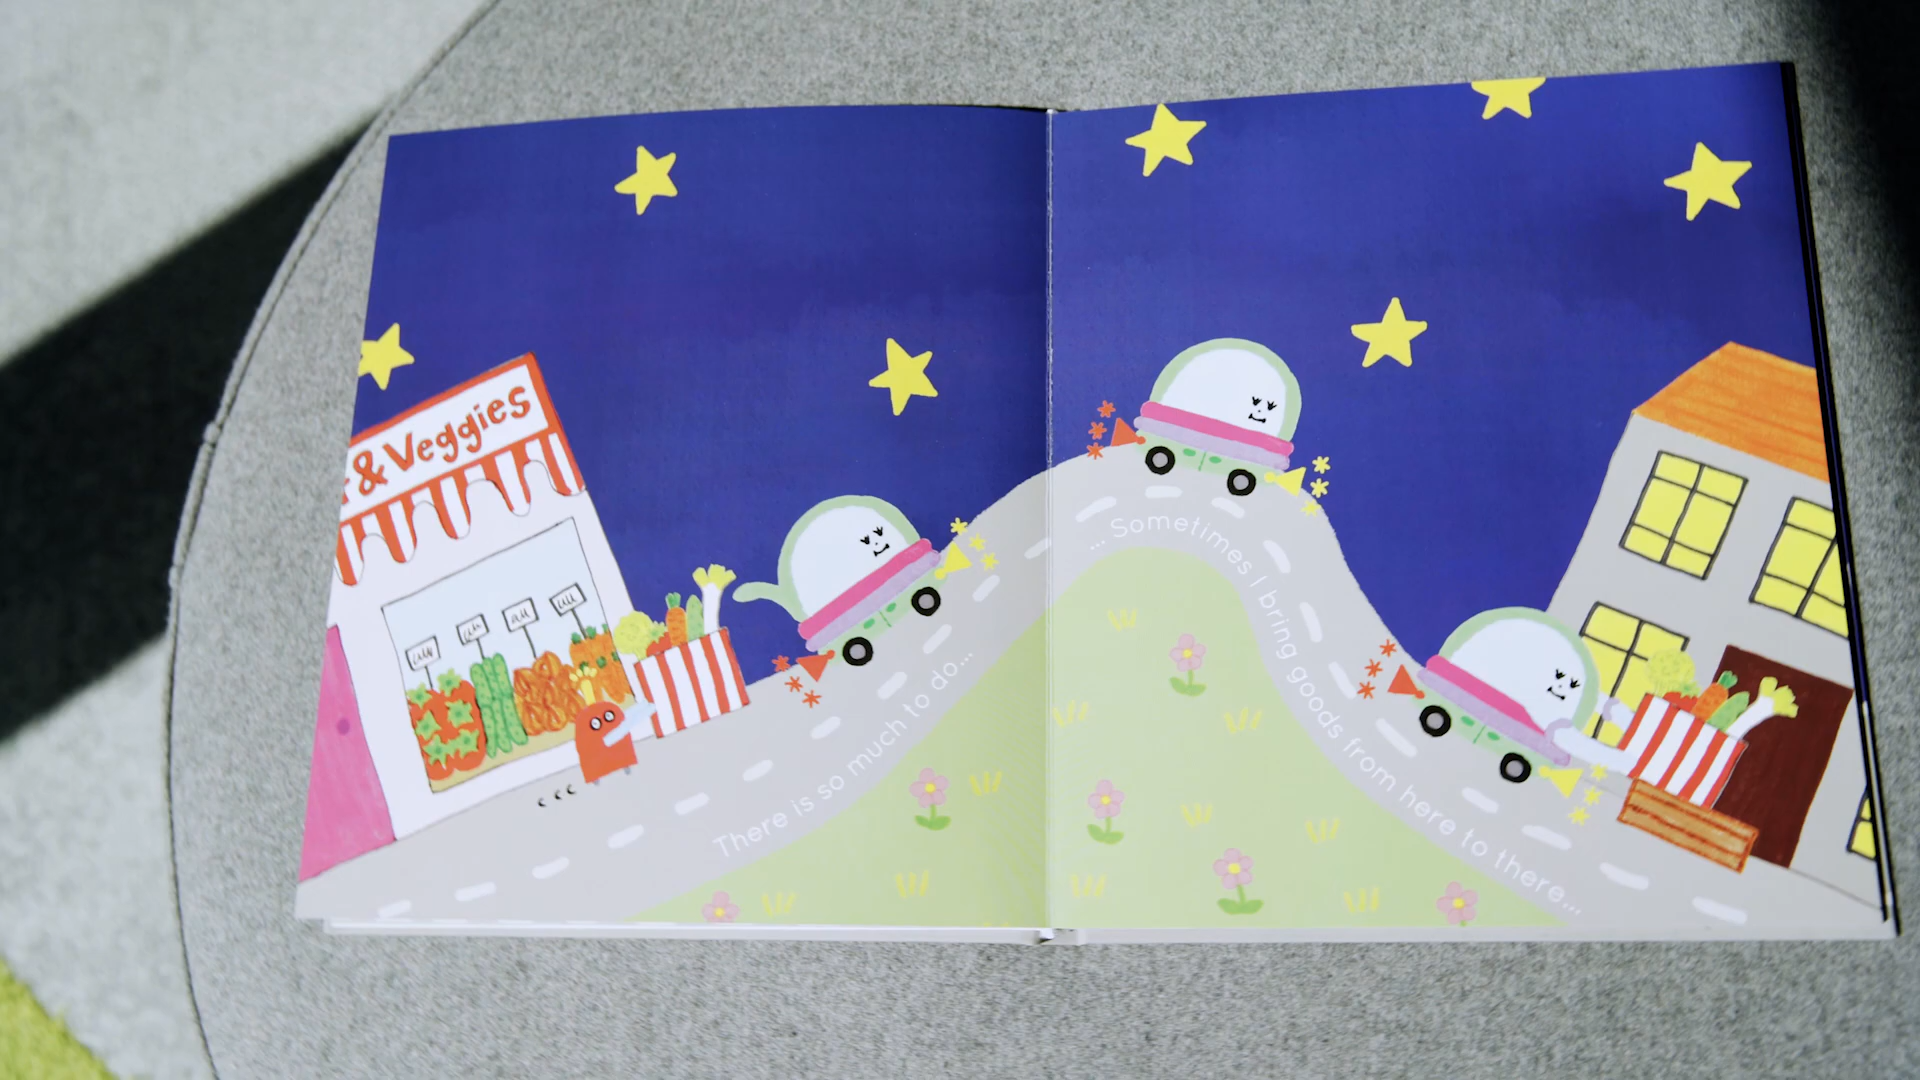 & Veggies
There is so much to do...
... Sometimes I bring goods from here to there...